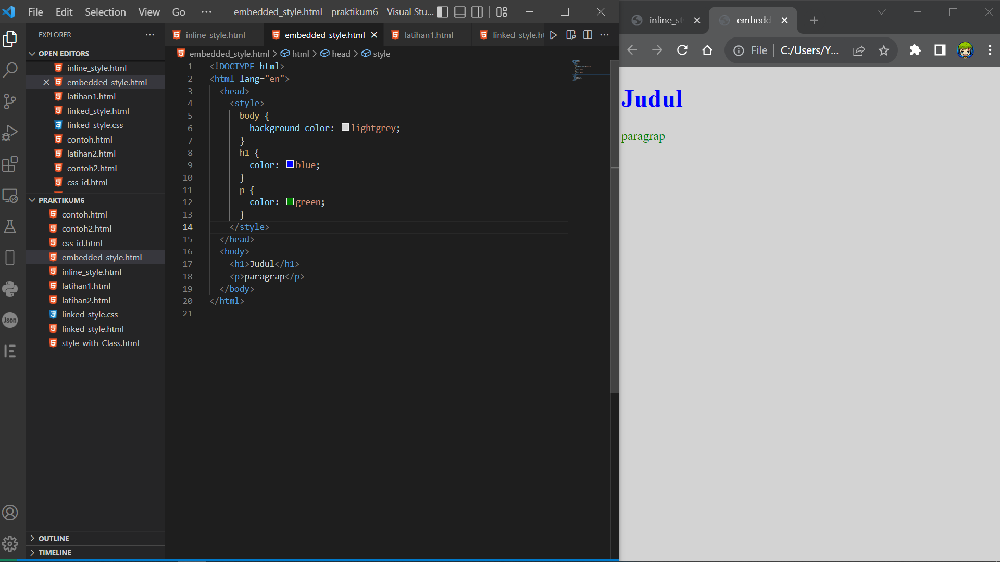 File Edit Selection View Go ··· embedded_style.html - praktikum6 - Visual Stu...
EXPLORER
OPEN EDITORS
inline_style.html
embedded_style.html
latihan1.html
linked_style.html
linked_style.css
contoh.html
latihan2.html
contoh2.html
css_id.html
PRAKTIKUM6
contoh.html
contoh2.html
css_id.html
embedded_style.html
inline_style.html
latihan1.html
latihan2.html
linked_style.css
linked_style.html
style_with_Class.html
OUTLINE
TIMELINE
Json
inline_style.html embedded_style.html latihan1.html linked_style.ht
embedded_style.html > html > head > style
1 <!DOCTYPE html>
2 <html lang="en">
3 <head>
4 <style>
5 body {
6 background-color: lightgrey;
7 }
8 h1 {
9 color: blue;
10 }
11 p {
12 color: green;
13 }
14 </style>
15 </head>
16 <body>
17 <h1>Judul</h1>
18 <p>paragrap</p>
19 </body>
20 </html>
21
inline_st embedd
File C:/Users/Y...
Judul
paragrap